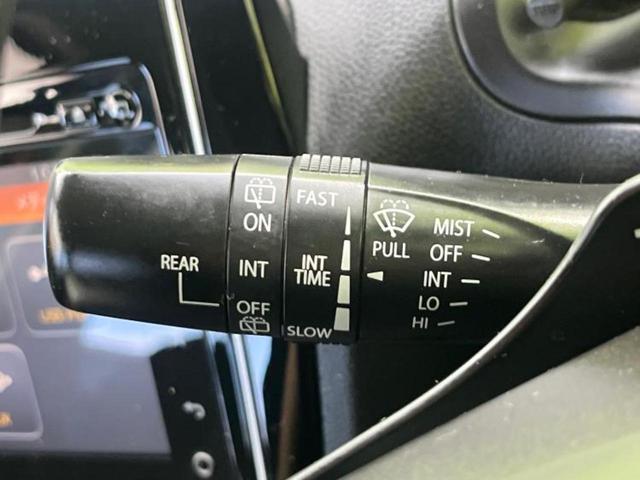 REAR
ON
INT
OFF
FAST
INT
TIME
SLOW
PULL
MIST
OFF
INT
LO
HI